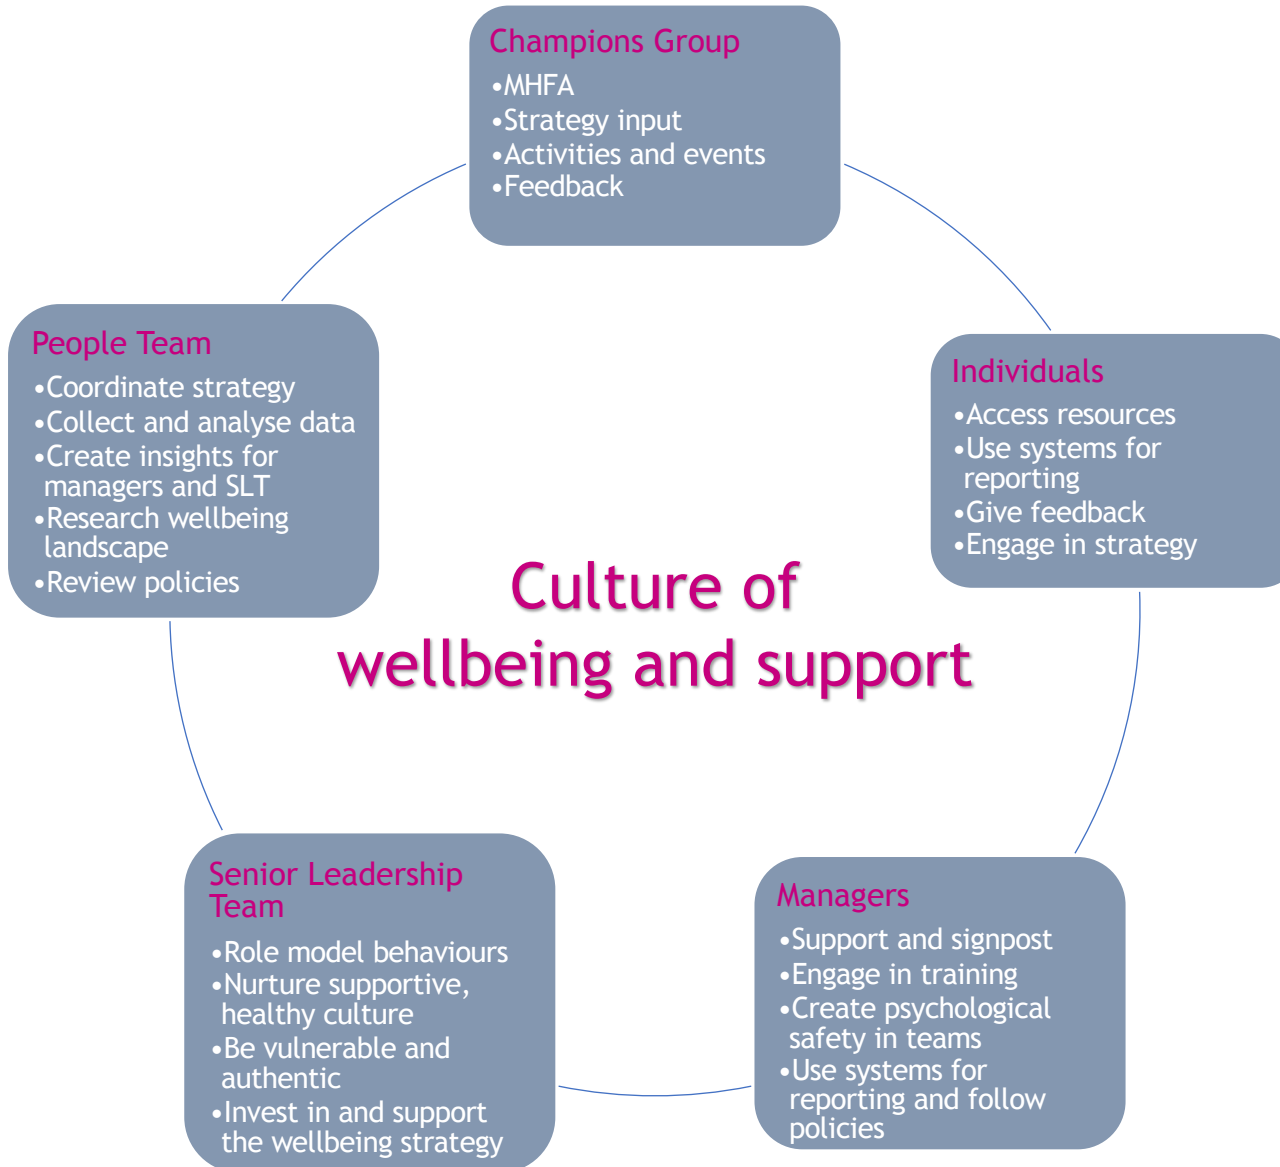 Champions Group
•MHFA
•Strategy input
•Activities and events
•Feedback
People Team
•Coordinate strategy
•Collect and analyse data
•Create insights for
managers and SLT
•Research wellbeing
landscape
•Review policies
Individuals
•Access resources
•Use systems for
reporting
•Give feedback
•Engage in strategy
Culture of
wellbeing and support
Senior Leadership
Team
•Role model behaviours
•Nurture supportive,
healthy culture
•Be vulnerable and
authentic
•Invest in and support
the wellbeing strategy
Managers
•Support and signpost
•Engage in training
•Create psychological
safety in teams
•Use systems for
reporting and follow
policies